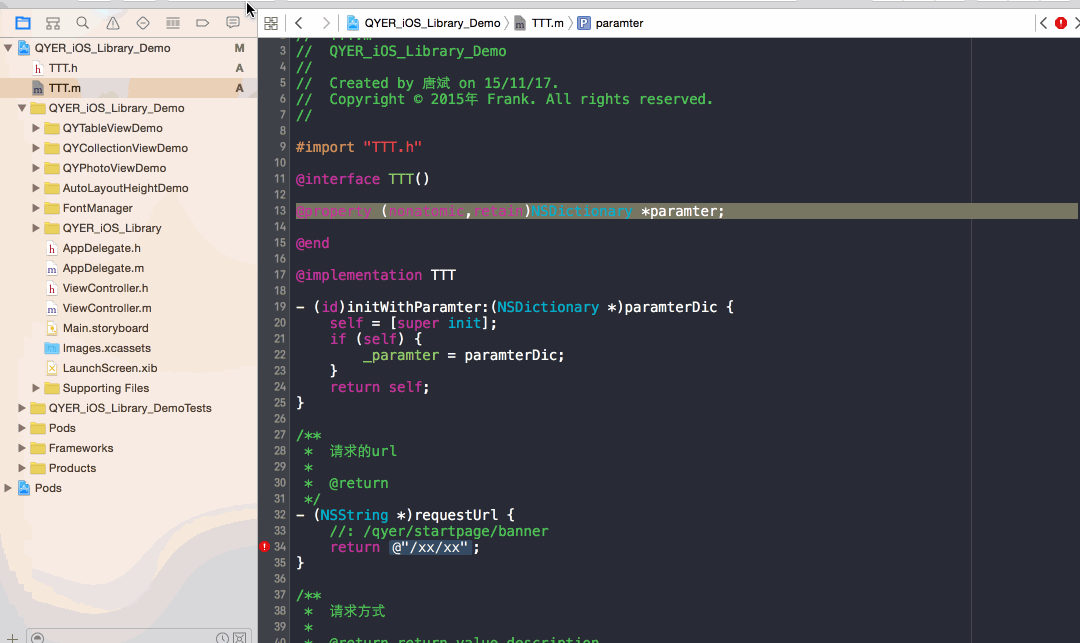 QYER_iOS_Library_Demo
TTT.m
P
paramter
QYER_iOS_Library_Demo M
h TTT.h A
m TTT.m A
QYER_iOS_Library_Demo
QYTableViewDemo
QYCollectionViewDemo
QYPhotoViewDemo
AutoLayoutHeightDemo
FontManager
QYER_iOS_Library
h AppDelegate.h
m AppDelegate.m
h ViewController.h
m ViewController.m
Main.storyboard
Images.xcassets
LaunchScreen.xib
Supporting Files
QYER_iOS_Library_DemoTests
Pods
Frameworks
Products
Pods
3 // QYER_iOS_Library_Demo
4 //
5 // Created by 唐斌 on 15/11/17.
6 // Copyright © 2015年 Frank. All rights reserved.
7 //
8
9 #import "TTT.h"
10
11 @interface TTT()
12
13 @property (nonatomic,retain)NSDictionary *paramter;
14
15 @end
16
17 @implementation TTT
18
19 - (id)initWithParamter:(NSDictionary *)paramterDic {
20 self = [super init];
21 if (self) {
22 _paramter = paramterDic;
23 }
24 return self;
25 }
26
27 /**
28 * 请求的url
29 *
30 * @return
31 */
32 - (NSString *)requestUrl {
33 //: /qyer/startpage/banner
34 return @"/xx/xx";
35 }
36
37 /**
38 * 请求方式
39 *
40 * @return return value description